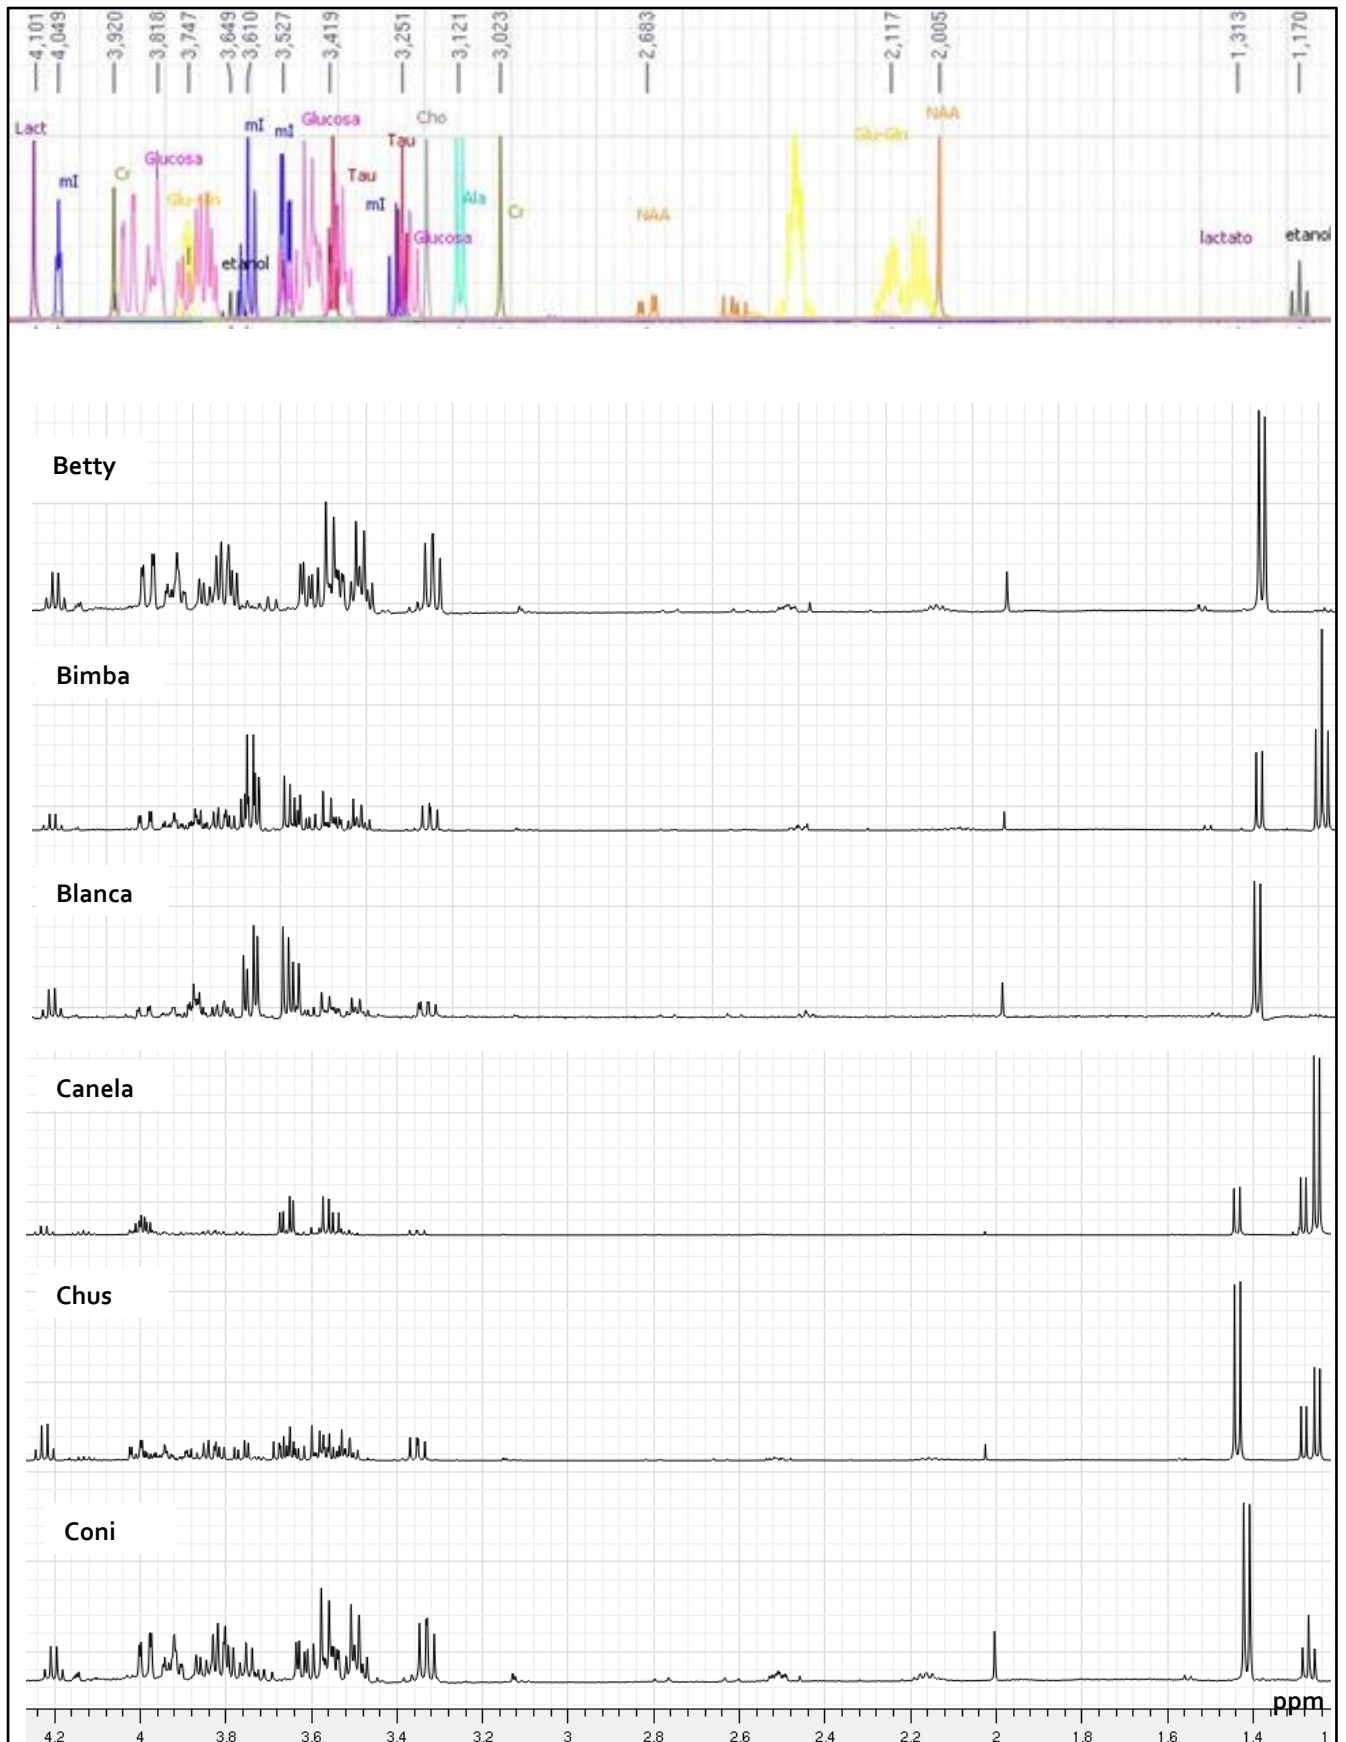 4,101 4,049 3,920 3,818 3,747 3,649 3,610 3,527 3,419 3,251 3,121 3,023 2,683 2,117 2,005 1,313 1,170
Lact mI Cr Glucosa Glu-Gln etanol mI mI Glucosa Tau mI Tau Glucosa Cho Ala Cr NAA Glu-Gln NAA lactato etanol
Betty
Bimba
Blanca
Canela
Chus
Coni
ppm
4.2 4 3.8 3.6 3.4 3.2 3 2.8 2.6 2.4 2.2 2 1.8 1.6 1.4 1